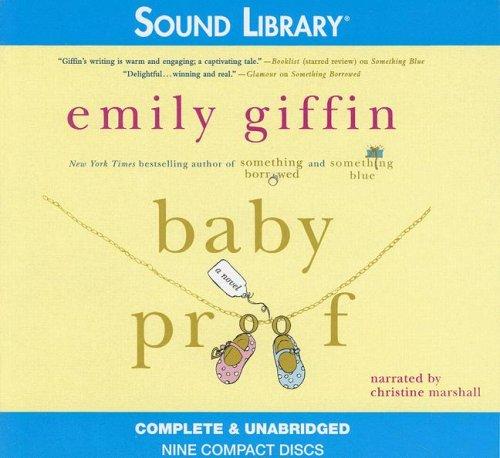 SOUND LIBRARY®
"Giffin's writing is warm and engaging; a captivating tale." —Booklist (starred review) on Something Blue
"Delightful...winning and real." —Glamour on Something Borrowed
emily giffin
New York Times bestselling author of something borrowed and something blue
baby
a novel
proof
narrated by
christine marshall
COMPLETE & UNABRIDGED
NINE COMPACT DISCS